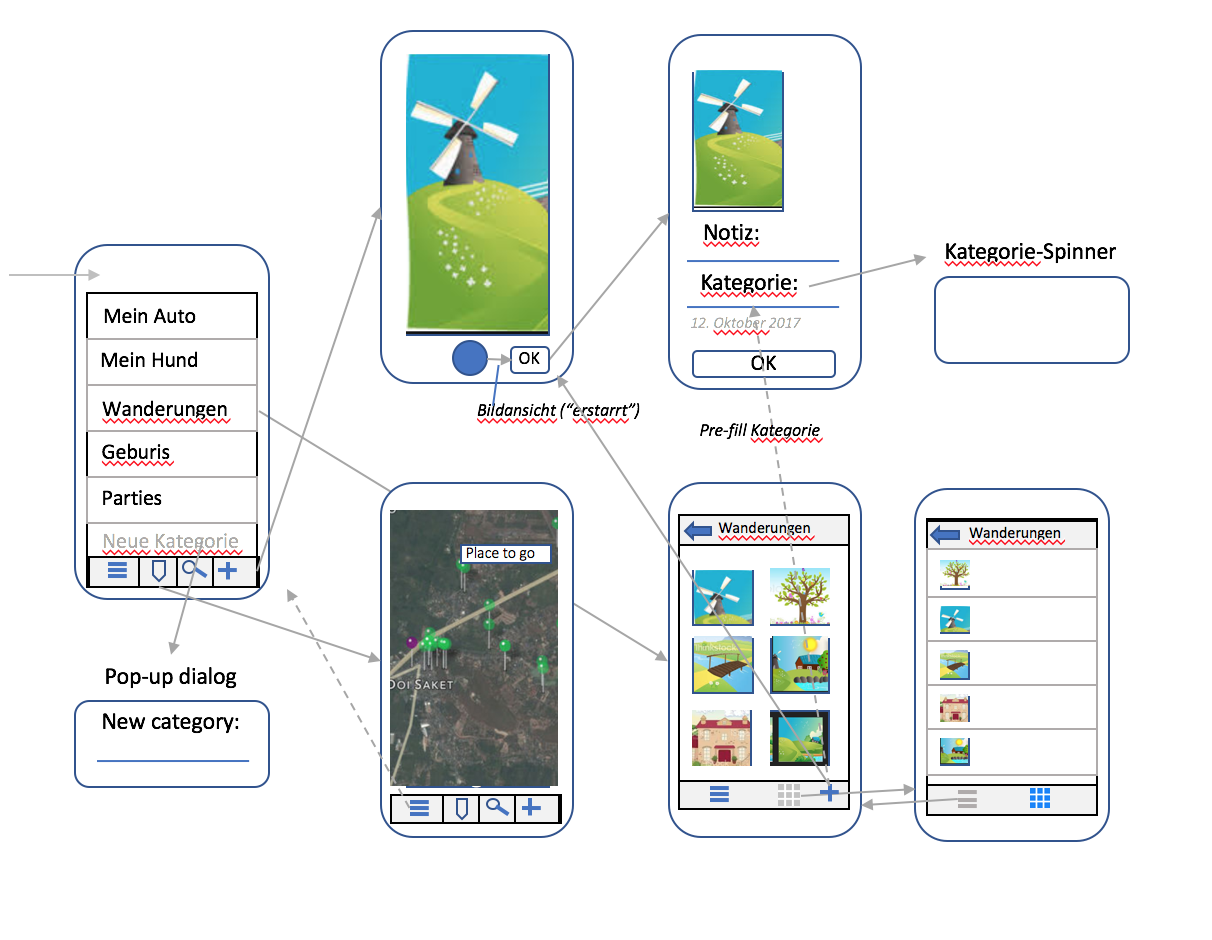 Mein Auto
Mein Hund
Wanderungen
Geburis
Parties
Neue Kategorie
Pop-up dialog
New category:
OK
Bildansicht (“erstarrt”)
Notiz:
Kategorie:
12. Oktober 2017
OK
Kategorie-Spinner
Pre-fill Kategorie
Place to go
DOI SAKET
Wanderungen
THINKSTOCK
Wanderungen